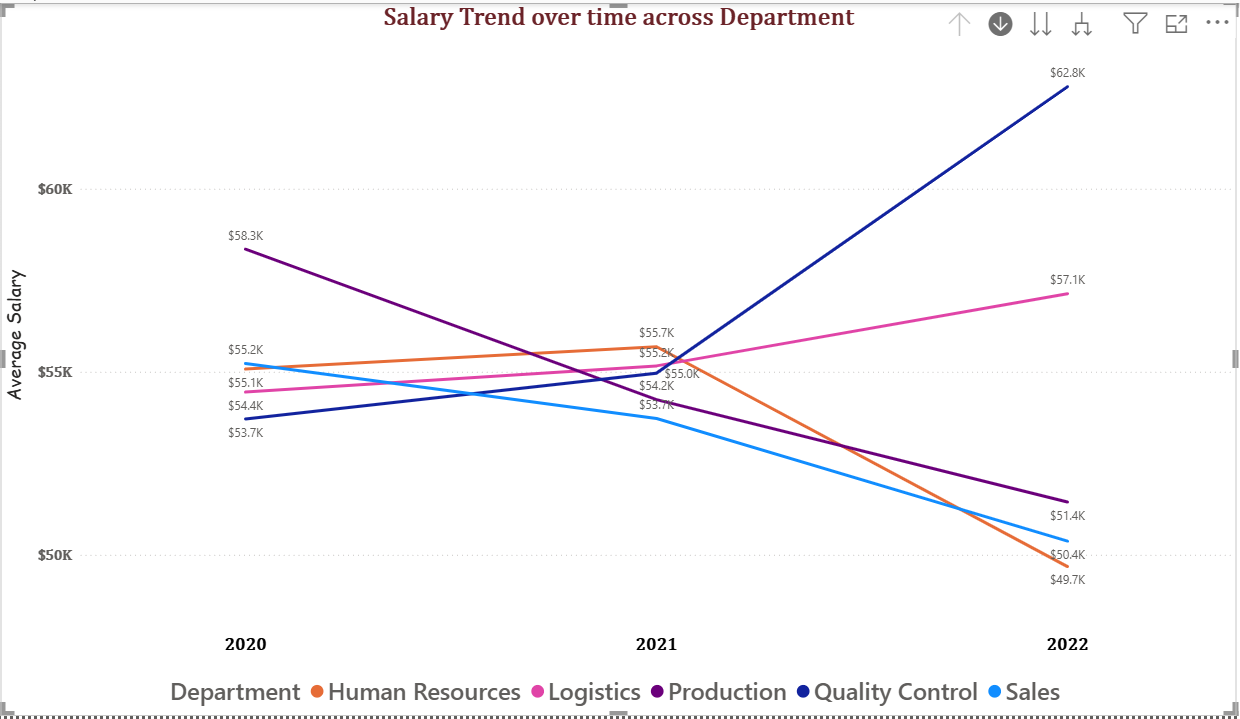 Salary Trend over time across Department
$62.8K
$60K
$58.3K
$57.1K
Average Salary
$55.7K
$55.2K
$55.2K
$55K
$55.0K
$55.1K
$54.2K
$54.4K
$53.7K
$53.7K
$51.4K
$50K
$50.4K
$49.7K
2020 2021 2022
Department Human Resources Logistics Production Quality Control Sales